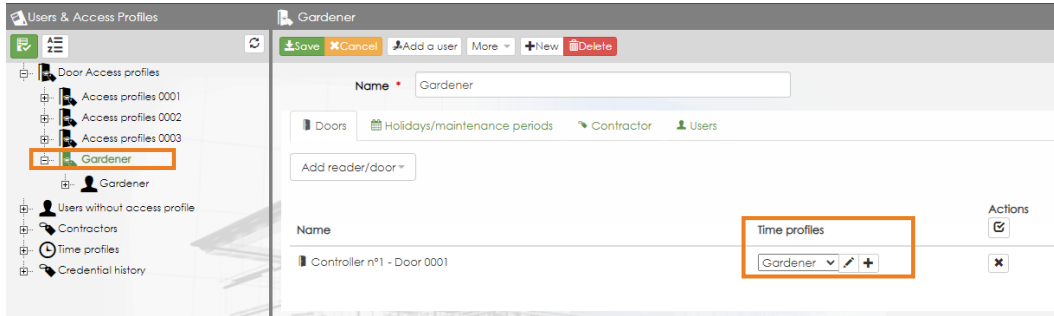 Users & Access Profiles
Gardener
Save Cancel Add a user More New Delete
Door Access profiles
Access profiles 0001
Access profiles 0002
Access profiles 0003
Gardener
Gardener
Users without access profile
Contractors
Time profiles
Credential history
Name * Gardener
Doors Holidays/maintenance periods Contractor Users
Add reader/door
Name Time profiles Actions
Controller n°1 - Door 0001 Gardener